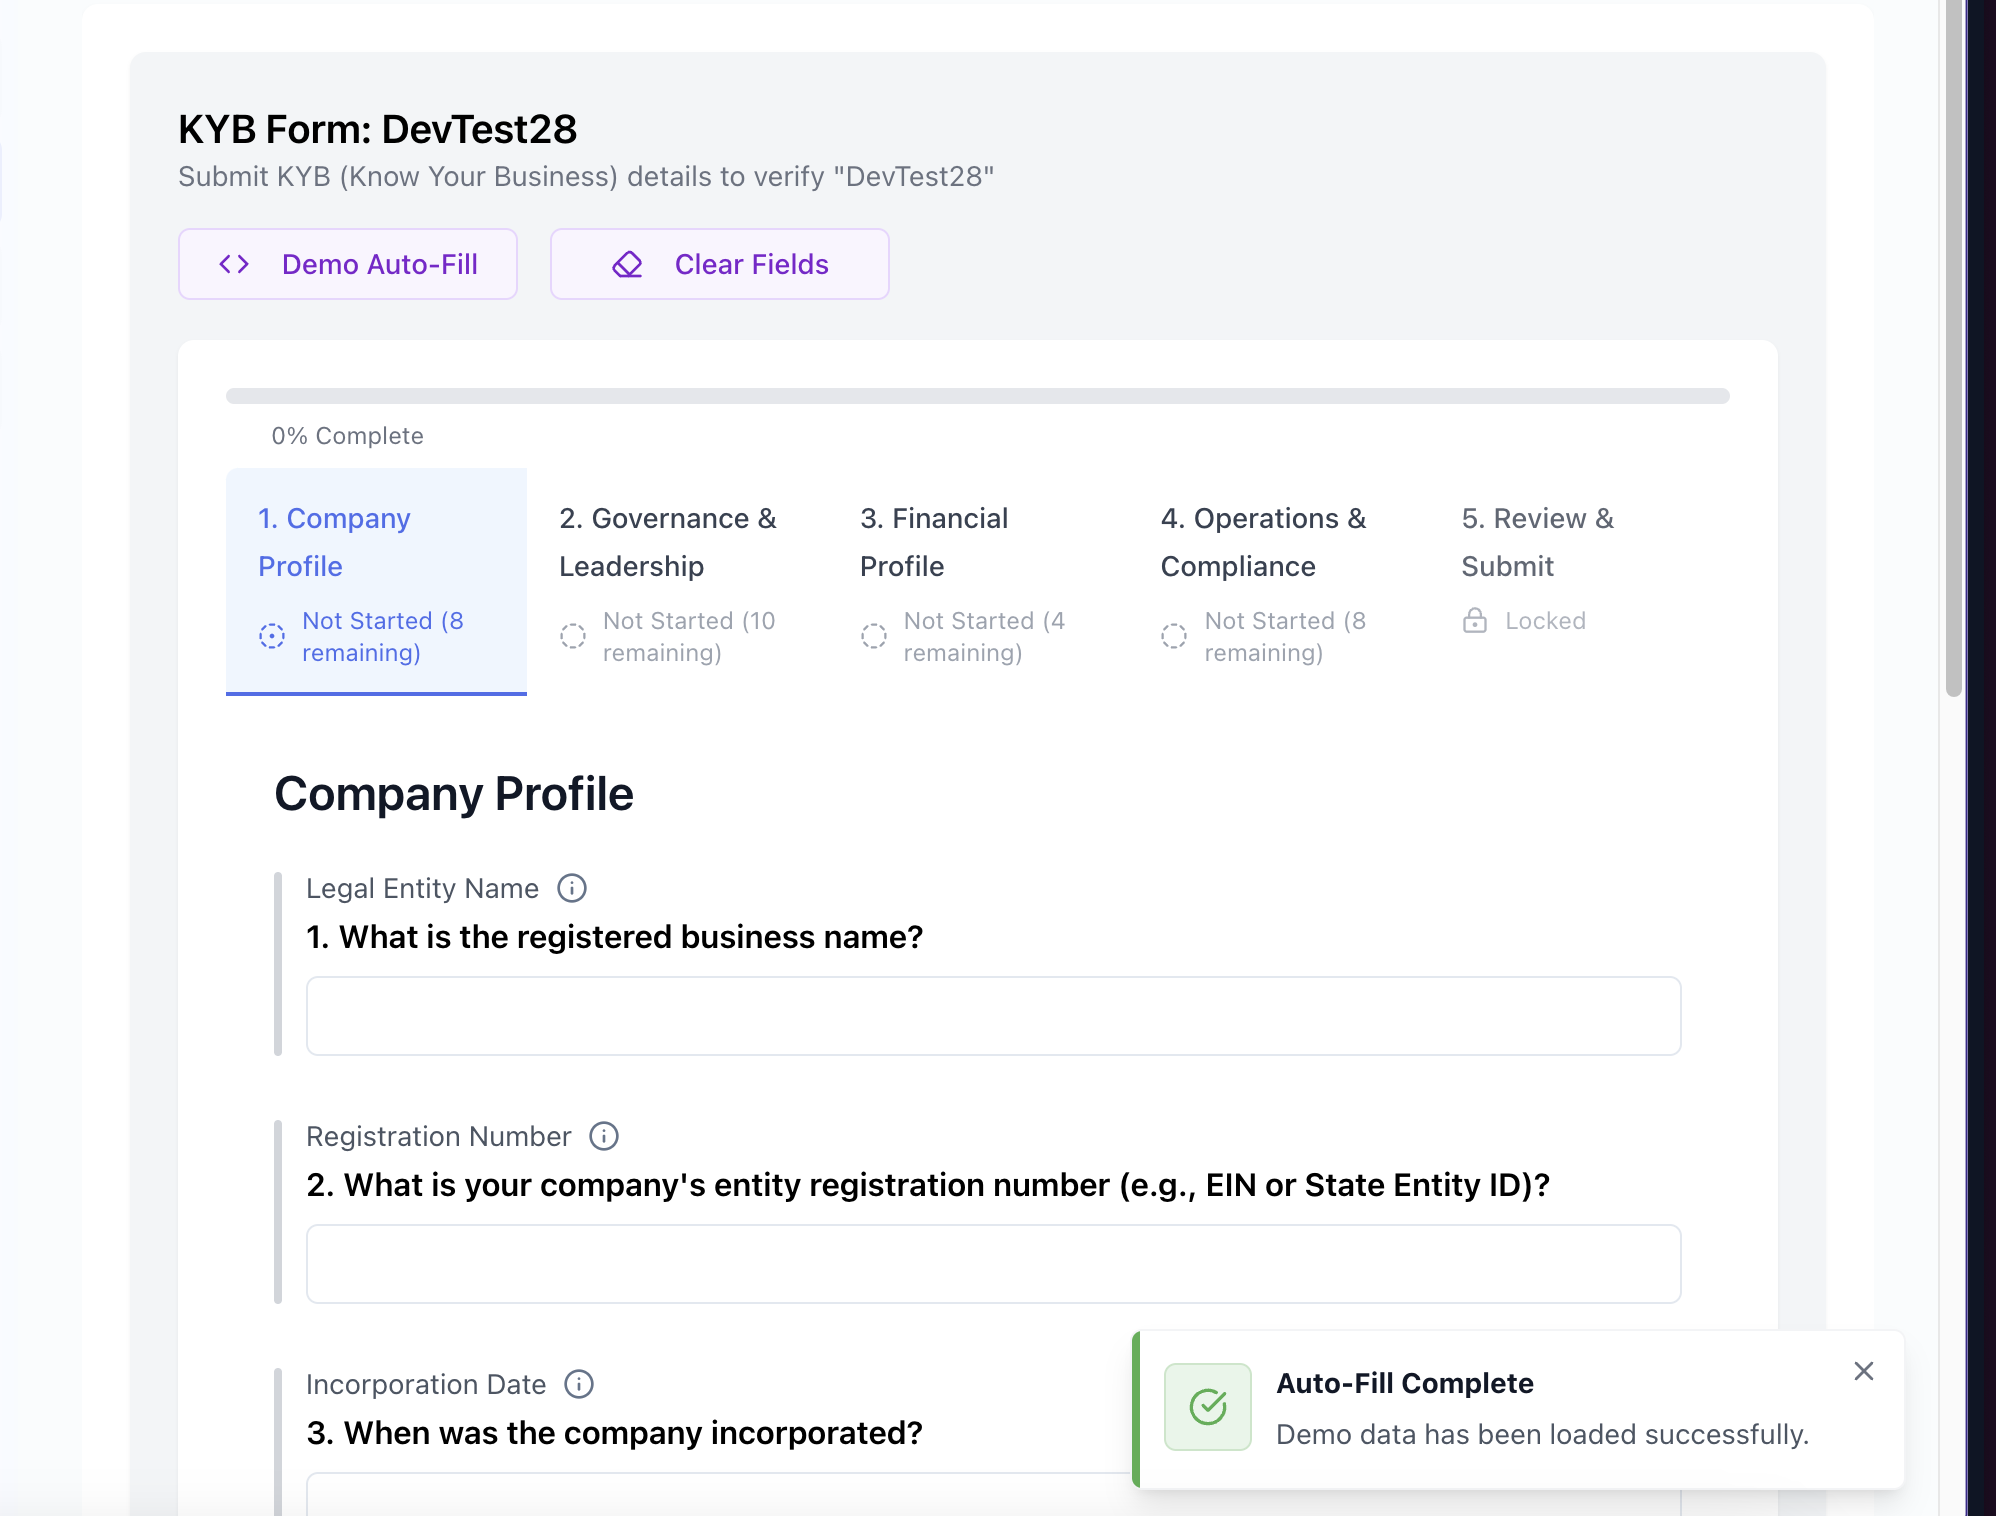 KYB Form: DevTest28
Submit KYB (Know Your Business) details to verify "DevTest28"
Demo Auto-Fill
Clear Fields
0% Complete
1. Company
Profile
Not Started (8
remaining)
2. Governance &
Leadership
Not Started (10
remaining)
3. Financial
Profile
Not Started (4
remaining)
4. Operations &
Compliance
Not Started (8
remaining)
5. Review &
Submit
Locked
Company Profile
Legal Entity Name
1. What is the registered business name?
Registration Number
2. What is your company's entity registration number (e.g., EIN or State Entity ID)?
Incorporation Date
3. When was the company incorporated?
Auto-Fill Complete
Demo data has been loaded successfully.